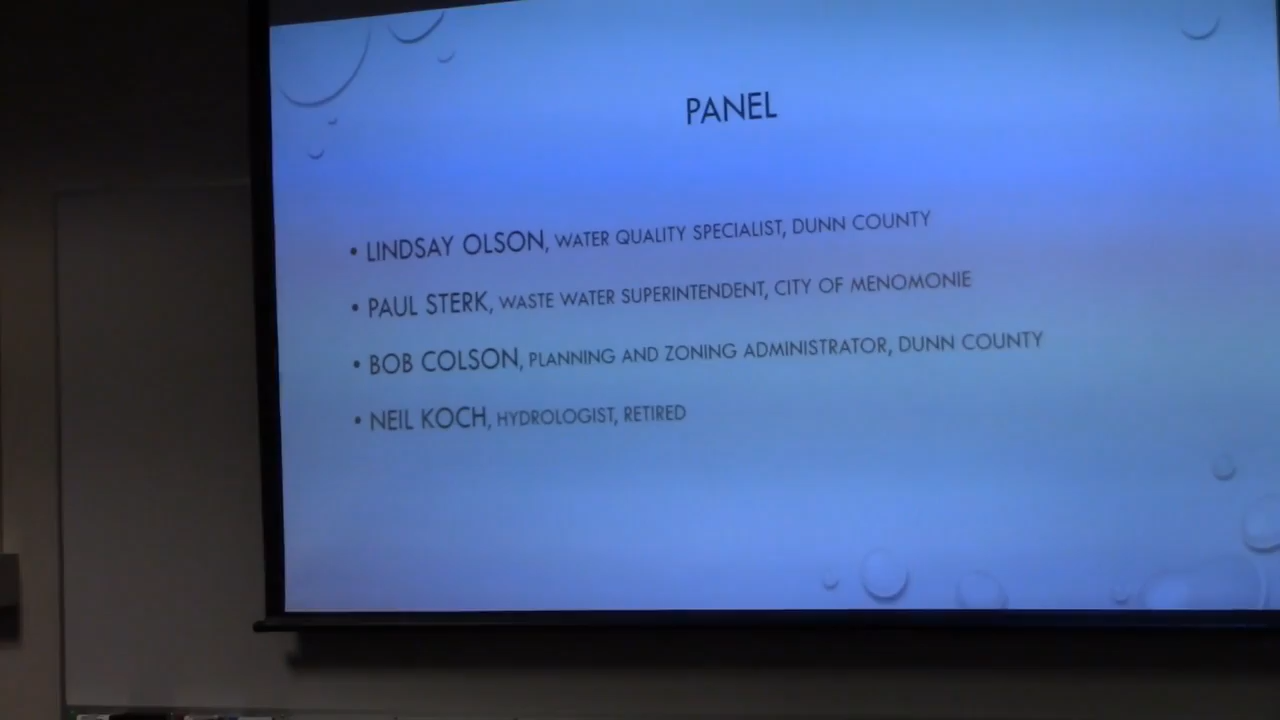 PANEL
• LINDSAY OLSON, WATER QUALITY SPECIALIST, DUNN COUNTY
• PAUL STERK, WASTE WATER SUPERINTENDENT, CITY OF MENOMONIE
• BOB COLSON, PLANNING AND ZONING ADMINISTRATOR, DUNN COUNTY
• NEIL KOCH, HYDROLOGIST, RETIRED